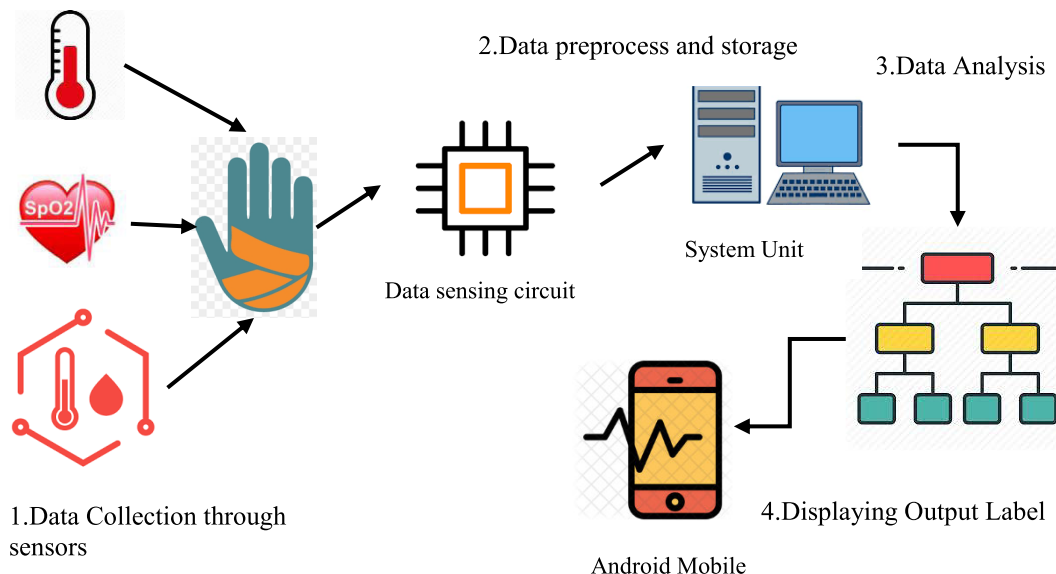 2.Data preprocess and storage
3.Data Analysis
SpO2
System Unit
Data sensing circuit
1.Data Collection through
sensors
4.Displaying Output Label
Android Mobile